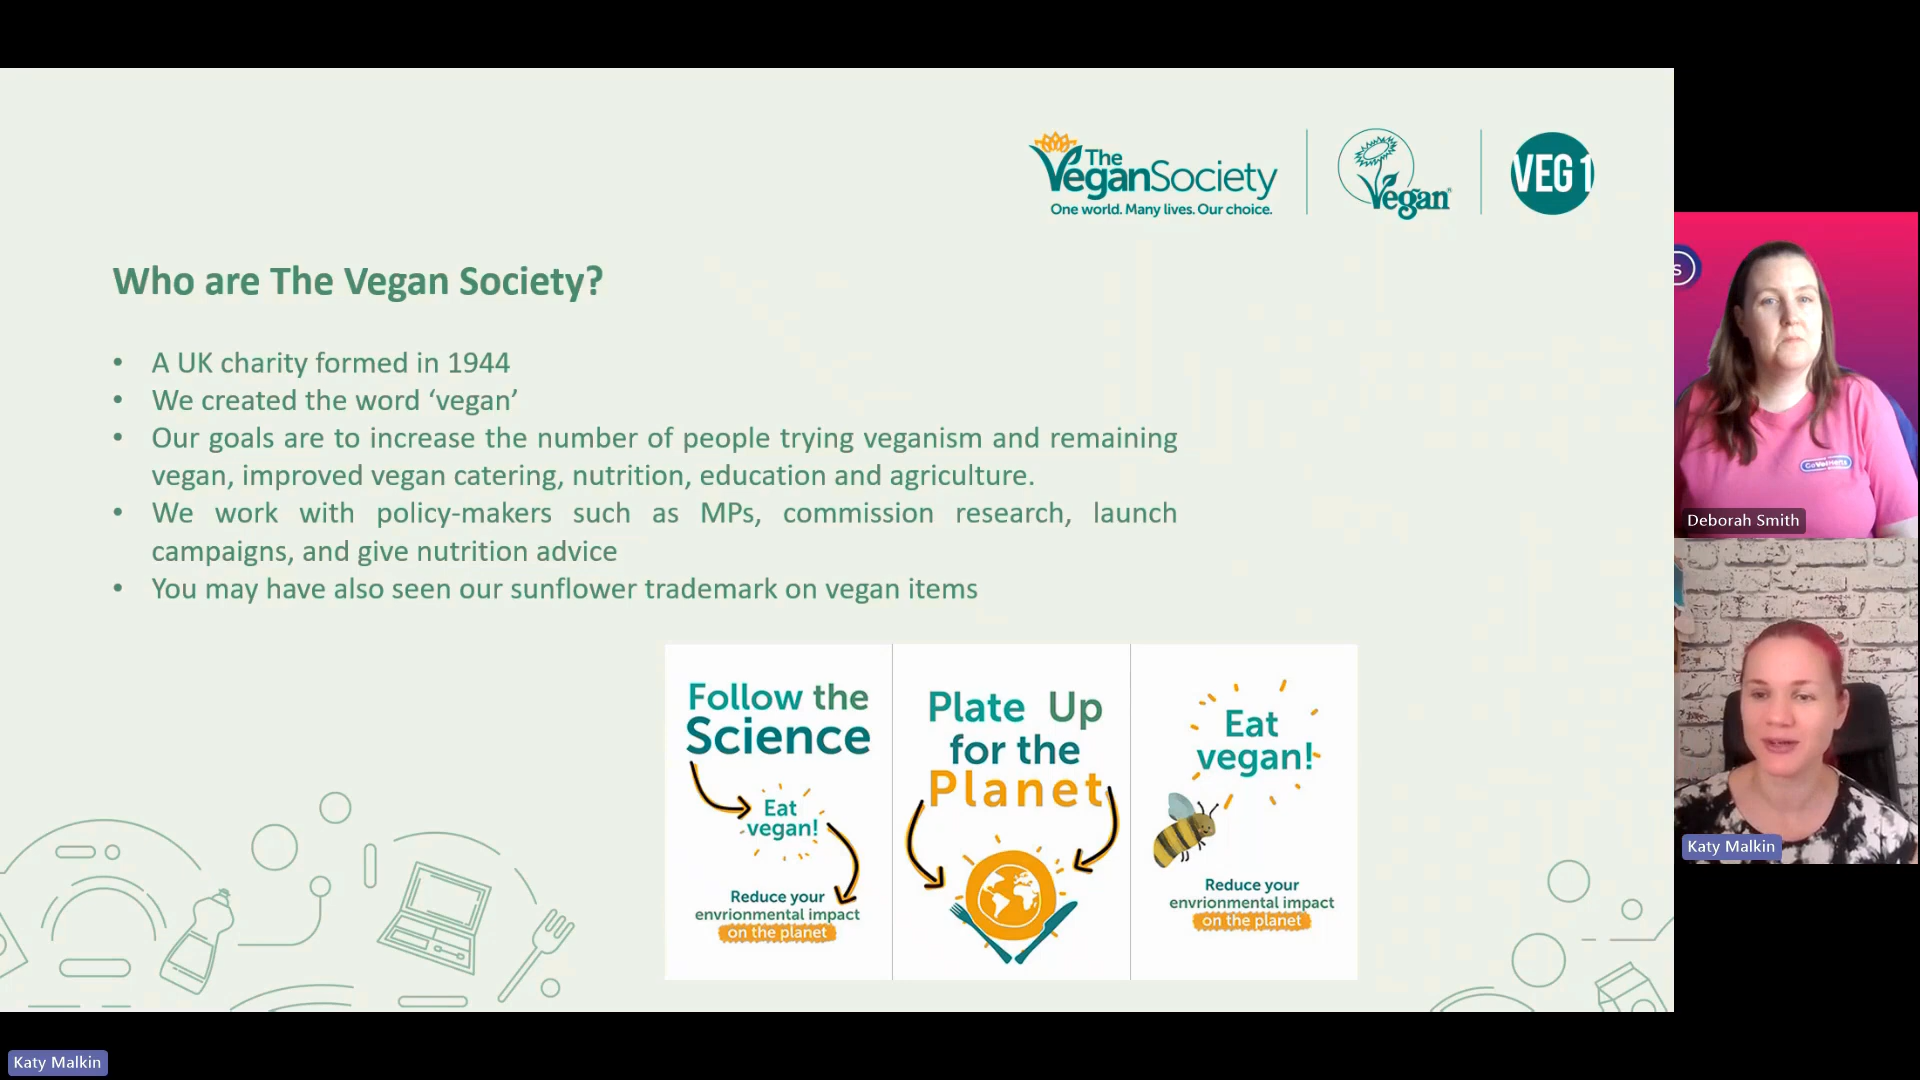 The
VeganSociety
One world. Many lives. Our choice.
Vegan®
VEG 1
Who are The Vegan Society?
• A UK charity formed in 1944
• We created the word ‘vegan’
• Our goals are to increase the number of people trying veganism and remaining
vegan, improved vegan catering, nutrition, education and agriculture.
• We work with policy-makers such as MPs, commission research, launch
campaigns, and give nutrition advice
• You may have also seen our sunflower trademark on vegan items
Follow the
Science
Eat
vegan!
Reduce your
envrionmental impact
on the planet
Plate Up
for the
Planet
Eat
vegan!
Reduce your
envrionmental impact
on the planet
s
GoVetHerts
Deborah Smith
Katy Malkin
Katy Malkin